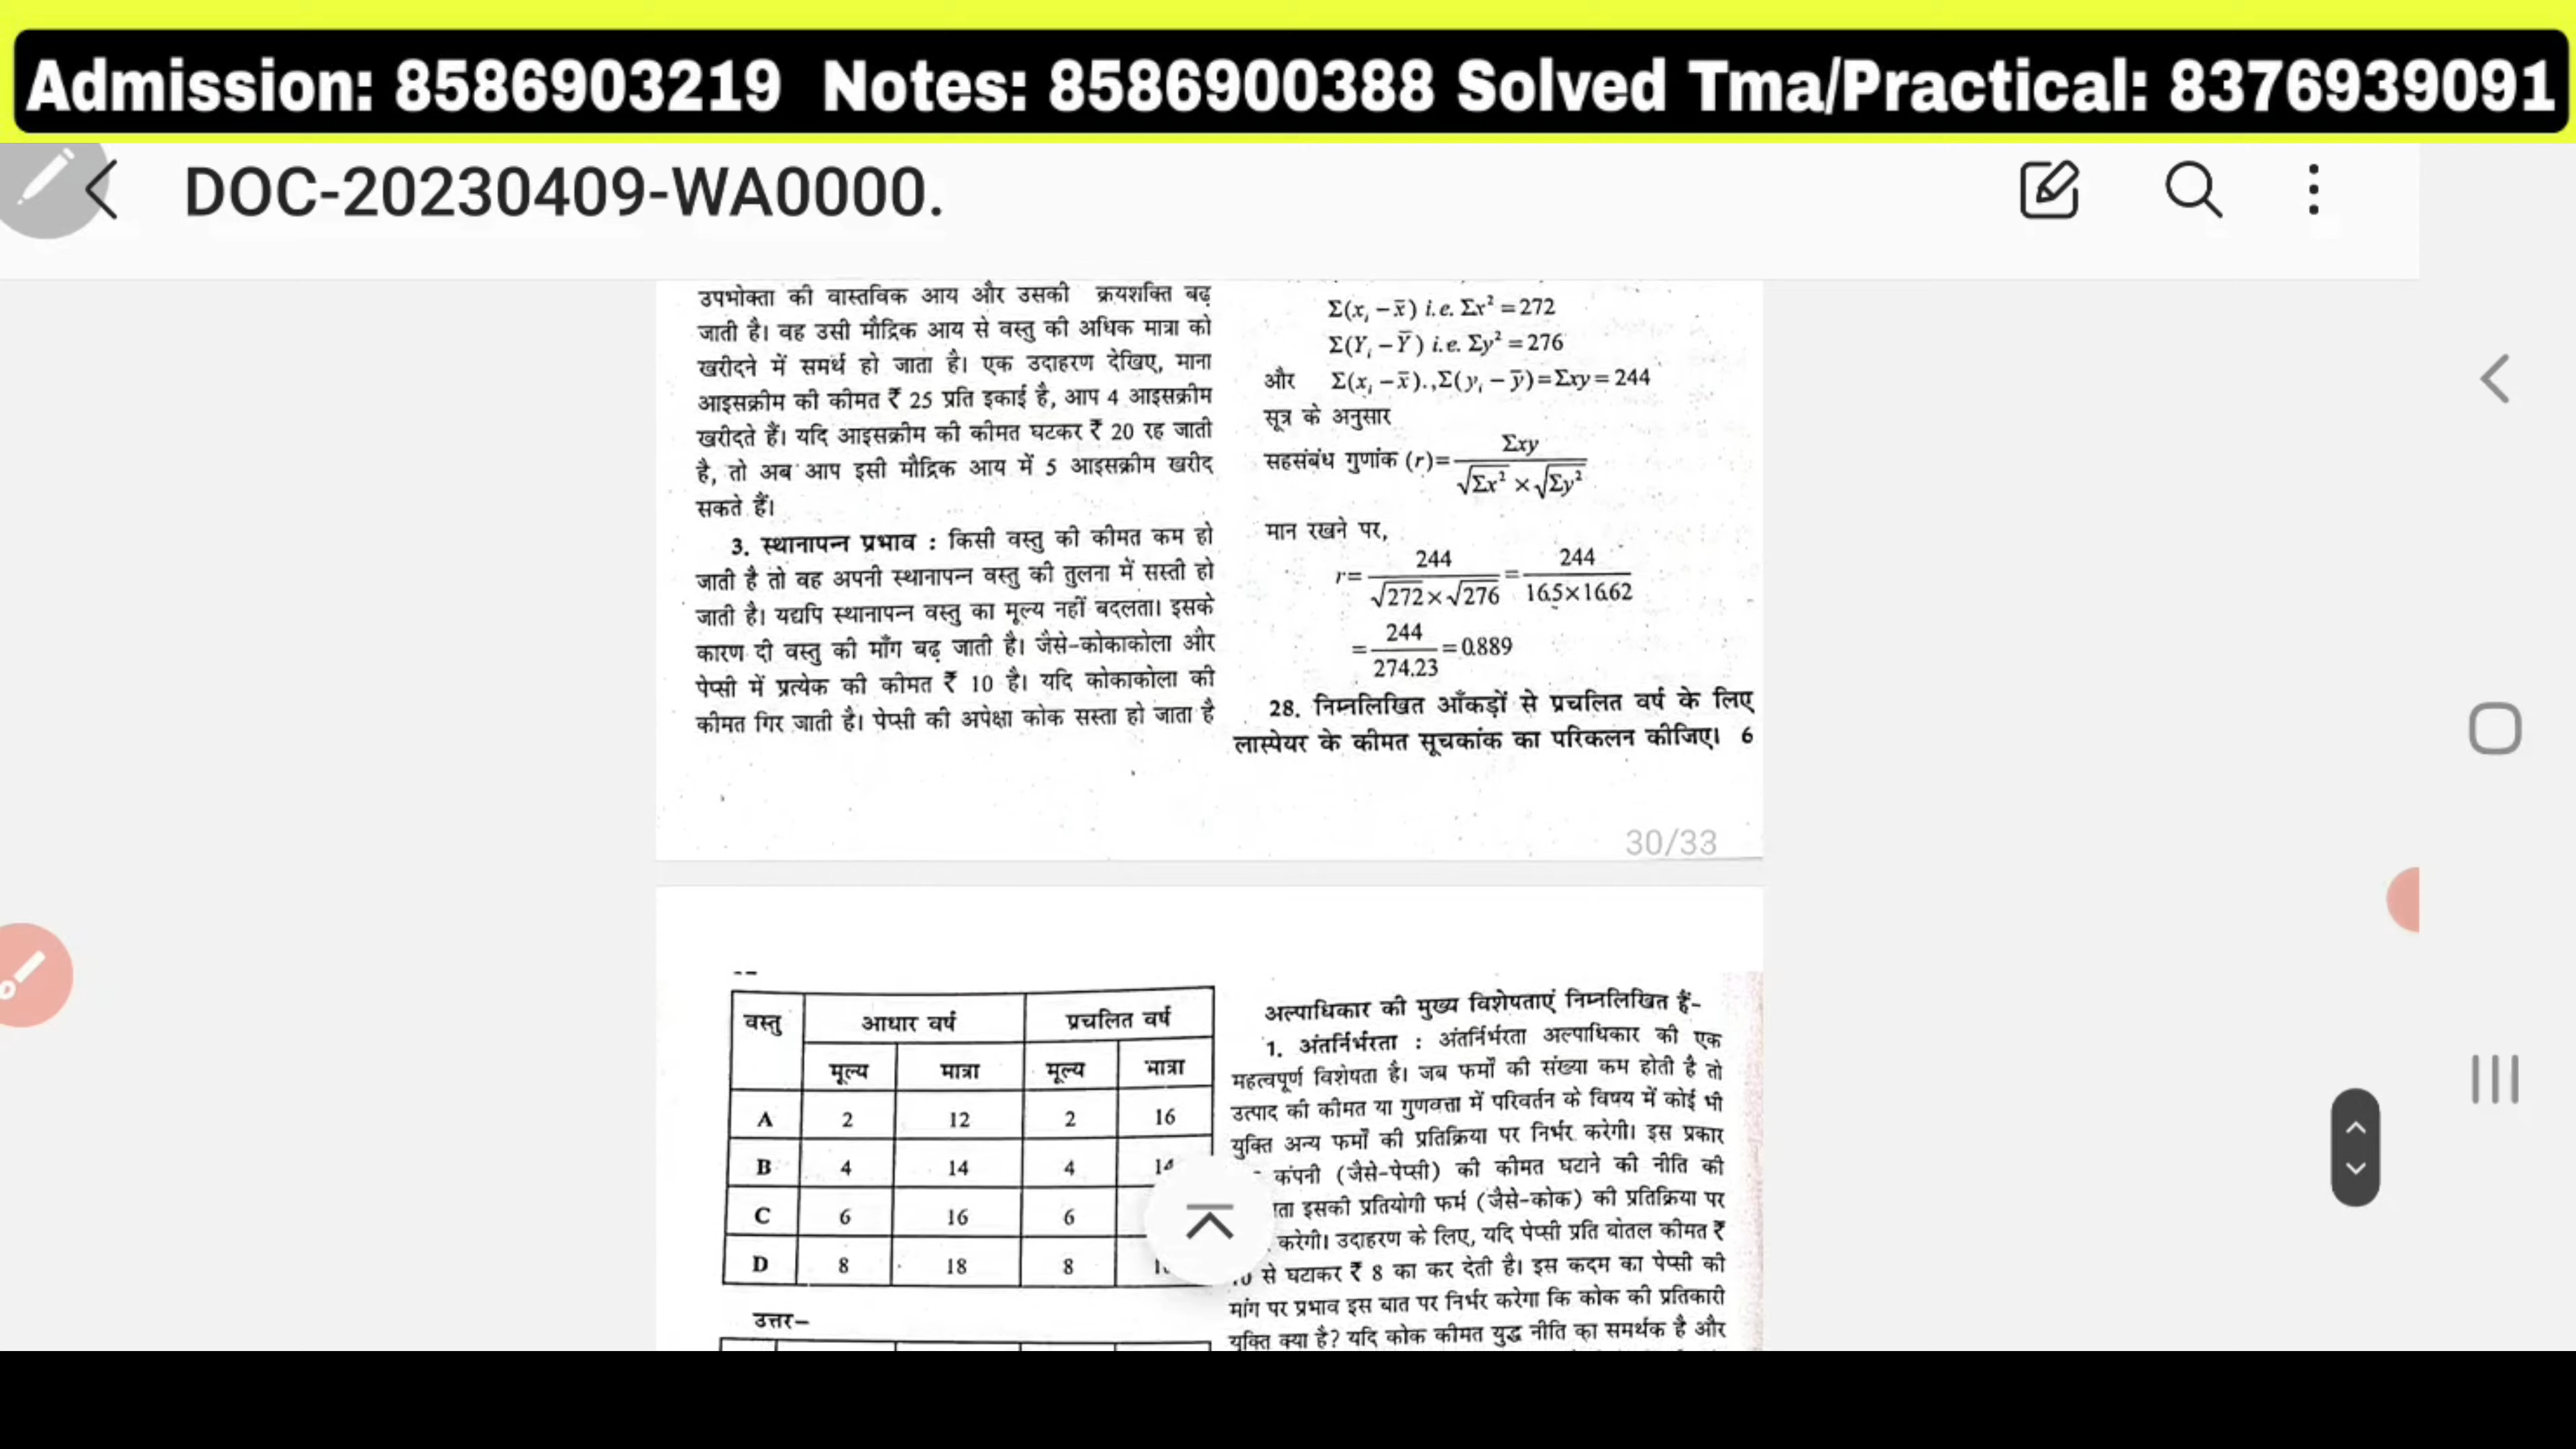 Admission: 8586903219 Notes: 8586900388 Solved Tma/Practical: 8376939091
DOC-20230409-WA0000.
उपभोक्ता की वास्तविक आय और उसकी क्रयशक्ति बढ़
जाती है। वह उसी मौद्रिक आय से वस्तु की अधिक मात्रा को
खरीदने में समर्थ हो जाता है। एक उदाहरण देखिए, माना
आइसक्रीम की कीमत ₹ 25 प्रति इकाई है, आप 4 आइसक्रीम
खरीदते हैं। यदि आइसक्रीम की कीमत घटकर ₹ 20 रह जाती
है, तो अब आप इसी मौद्रिक आय में 5 आइसक्रीम खरीद
सकते हैं।
3. स्थानापन्न प्रभाव : किसी वस्तु की कीमत कम हो
जाती है तो वह अपनी स्थानापन्न वस्तु की तुलना में सस्ती हो
जाती है। यद्यपि स्थानापन्न वस्तु का मूल्य नहीं बदलता। इसके
कारण दी वस्तु की माँग बढ़ जाती है। जैसे-कोकाकोला और
पेप्सी में प्रत्येक की कीमत ₹ 10 है। यदि कोकाकोला की
कीमत गिर जाती है। पेप्सी की अपेक्षा कोक सस्ता हो जाता है
Σ(xᵢ – x̄) i.e. Σx² = 272
Σ(Yᵢ – Ȳ) i.e. Σy² = 276
और Σ(xᵢ – x̄).,Σ(yᵢ – ȳ)=Σxy= 244
सूत्र के अनुसार
सहसंबंध गुणांक (r)= Σxy / √Σx² × √Σy²
मान रखने पर,
r= 244 / √272×√276 = 244 / 16.5×16.62
= 244 / 274.23 = 0.889
28. निम्नलिखित आँकड़ों से प्रचलित वर्ष के लिए
लास्पेयर के कीमत सूचकांक का परिकलन कीजिए। 6
30/33
वस्तु आधार वर्ष प्रचलित वर्ष
मूल्य मात्रा मूल्य मात्रा
A 2 12 2 16
B 4 14 4
C 6 16 6
D 8 18 8
उत्तर–
अल्पाधिकार की मुख्य विशेषताएं निम्नलिखित हैं–
1. अंतर्निर्भरता : अंतर्निर्भरता अल्पाधिकार की एक
महत्वपूर्ण विशेषता है। जब फर्मों की संख्या कम होती है तो
उत्पाद की कीमत या गुणवत्ता में परिवर्तन के विषय में कोई भी
युक्ति अन्य फर्मों की प्रतिक्रिया पर निर्भर करेगी। इस प्रकार
कंपनी (जैसे-पेप्सी) की कीमत घटाने की नीति की
इसकी प्रतियोगी फर्म (जैसे-कोक) की प्रतिक्रिया पर
करेगी। उदाहरण के लिए, यदि पेप्सी प्रति बोतल कीमत ₹
से घटाकर ₹ 8 का कर देती है। इस कदम का पेप्सी की
मांग पर प्रभाव इस बात पर निर्भर करेगा कि कोक की प्रतिकारी
युक्ति क्या है? यदि कोक कीमत युद्ध नीति का समर्थक है और